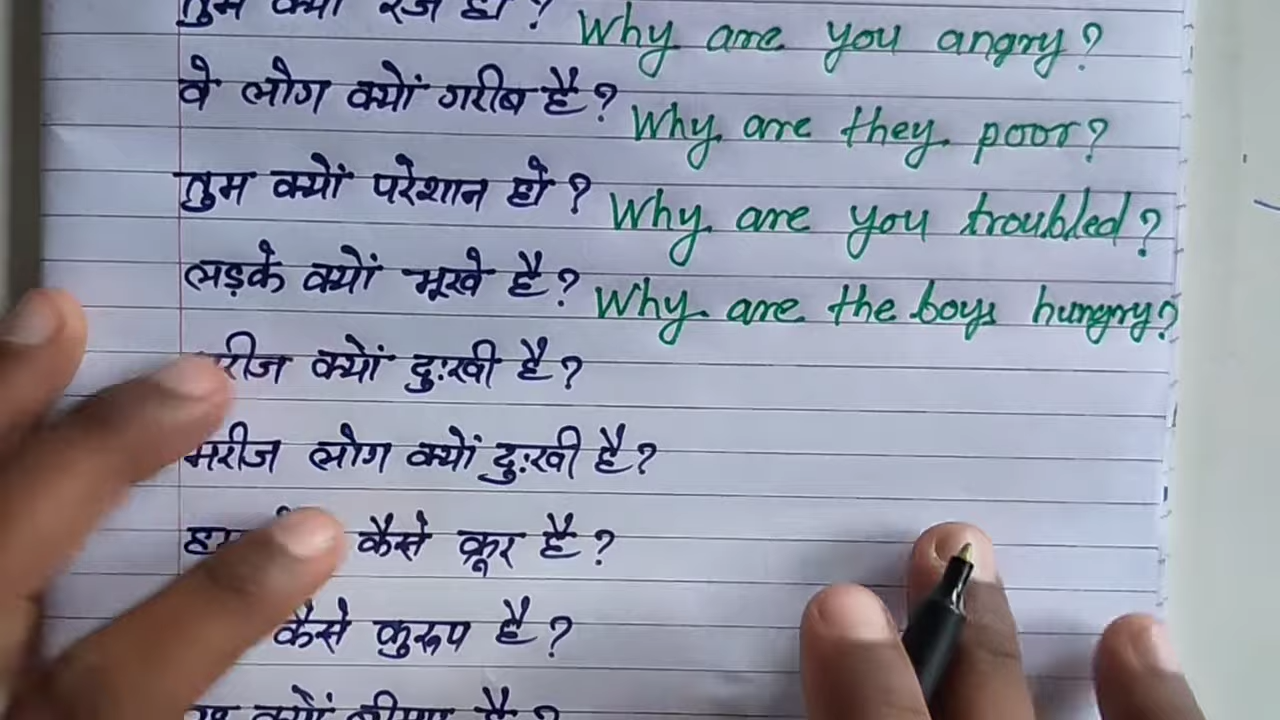 तुम क्यों रंज हो? Why are you angry?
वे लोग क्यों गरीब है? Why are they poor?
तुम क्यों परेशान हो? Why are you troubled?
लड़के क्यों भूखे है? Why are the boys hungry?
क्यों दुःखी है?
मरीज लोग क्यों दुःखी है?
कैसे क्रूर है?
कैसे कुरूप है?
क्यों बीमार है?